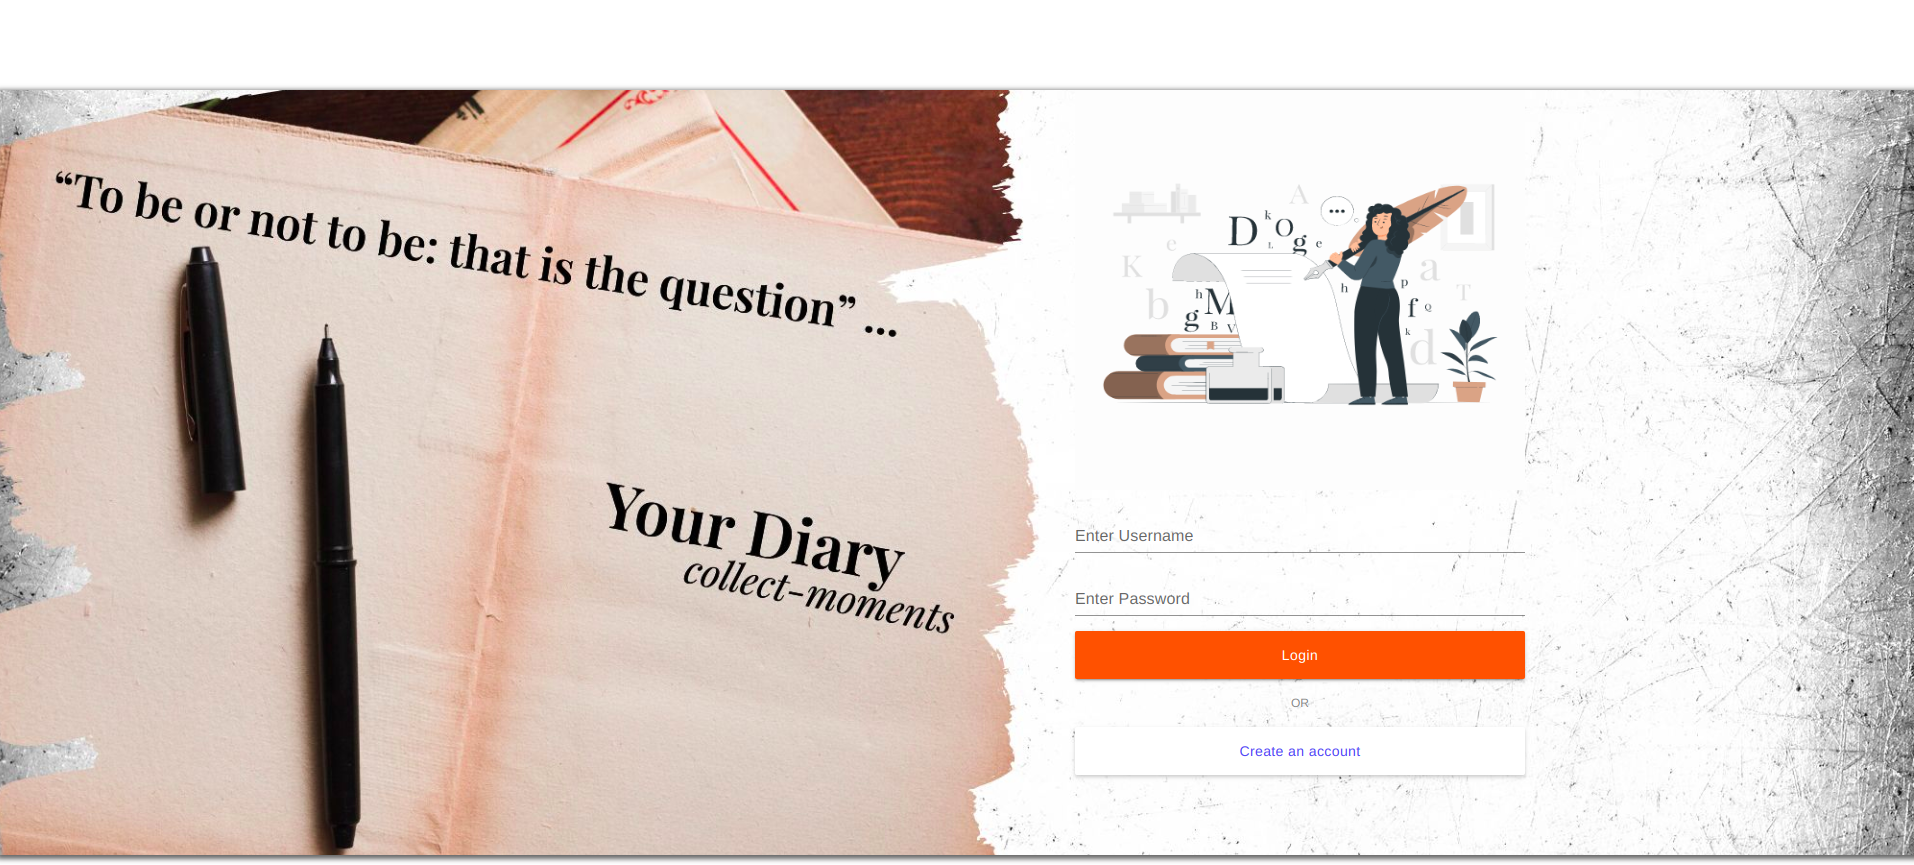 “To be or not to be: that is the question” ...
Your Diary
collect-moments
A
D k O g e
L
e
K
a
h
p
T
b
h M
g B V
f Q
k
d
Enter Username
Enter Password
Login
OR
Create an account